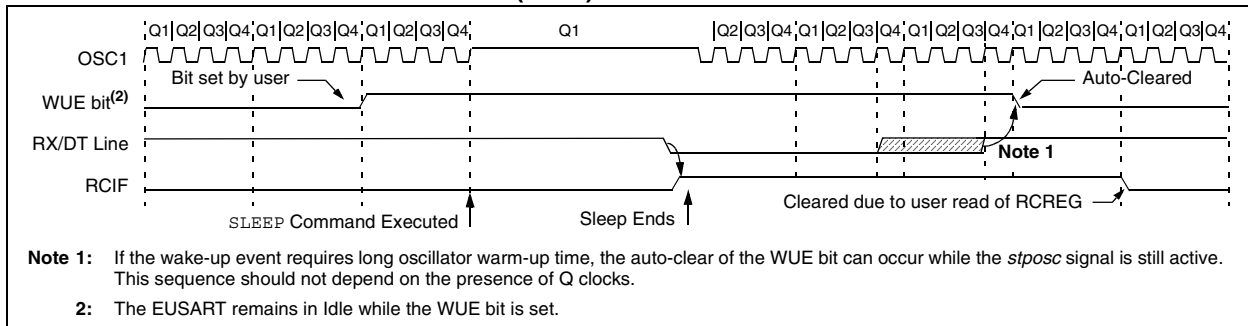 Q1 Q2 Q3 Q4 Q1 Q2 Q3 Q4 Q1 Q2 Q3 Q4 Q1 Q2 Q3 Q4 Q1 Q2 Q3 Q4 Q1 Q2 Q3 Q4 Q1 Q2 Q3 Q4 Q1 Q2 Q3 Q4
OSC1
Bit set by user
Auto-Cleared
WUE bit(2)
RX/DT Line
Note 1
RCIF
Cleared due to user read of RCREG
SLEEP Command Executed
Sleep Ends
Note 1: If the wake-up event requires long oscillator warm-up time, the auto-clear of the WUE bit can occur while the stposc signal is still active.
This sequence should not depend on the presence of Q clocks.
2: The EUSART remains in Idle while the WUE bit is set.